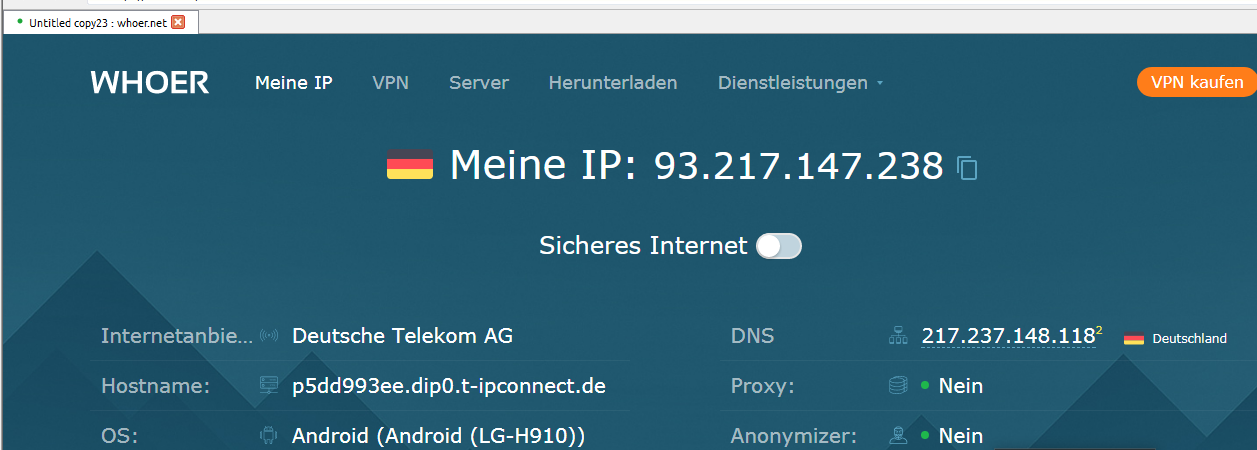 Untitled copy23 : whoer.net
WHOER Meine IP VPN Server Herunterladen Dienstleistungen VPN kaufen
Meine IP: 93.217.147.238
Sicheres Internet
Internetanbie... Deutsche Telekom AG DNS 217.237.148.118² Deutschland
Hostname: p5dd993ee.dip0.t-ipconnect.de Proxy: Nein
OS: Android (Android (LG-H910)) Anonymizer: Nein